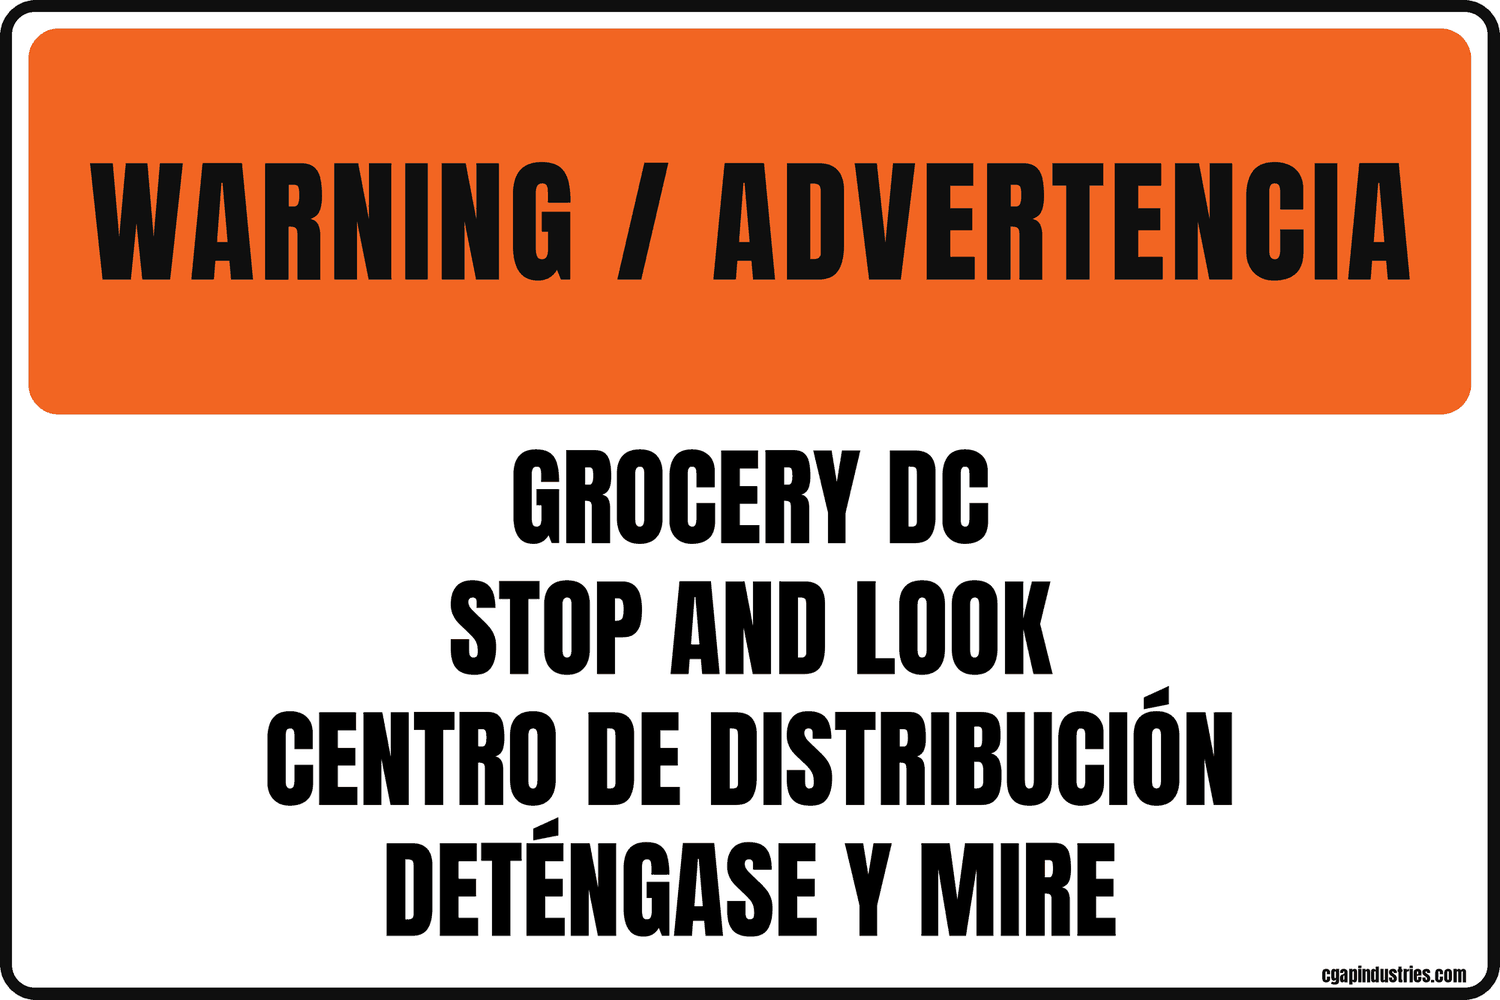 WARNING / ADVERTENCIA
GROCERY DC
STOP AND LOOK
CENTRO DE DISTRIBUCIÓN
DETÉNGASE Y MIRE
cgapindustries.com